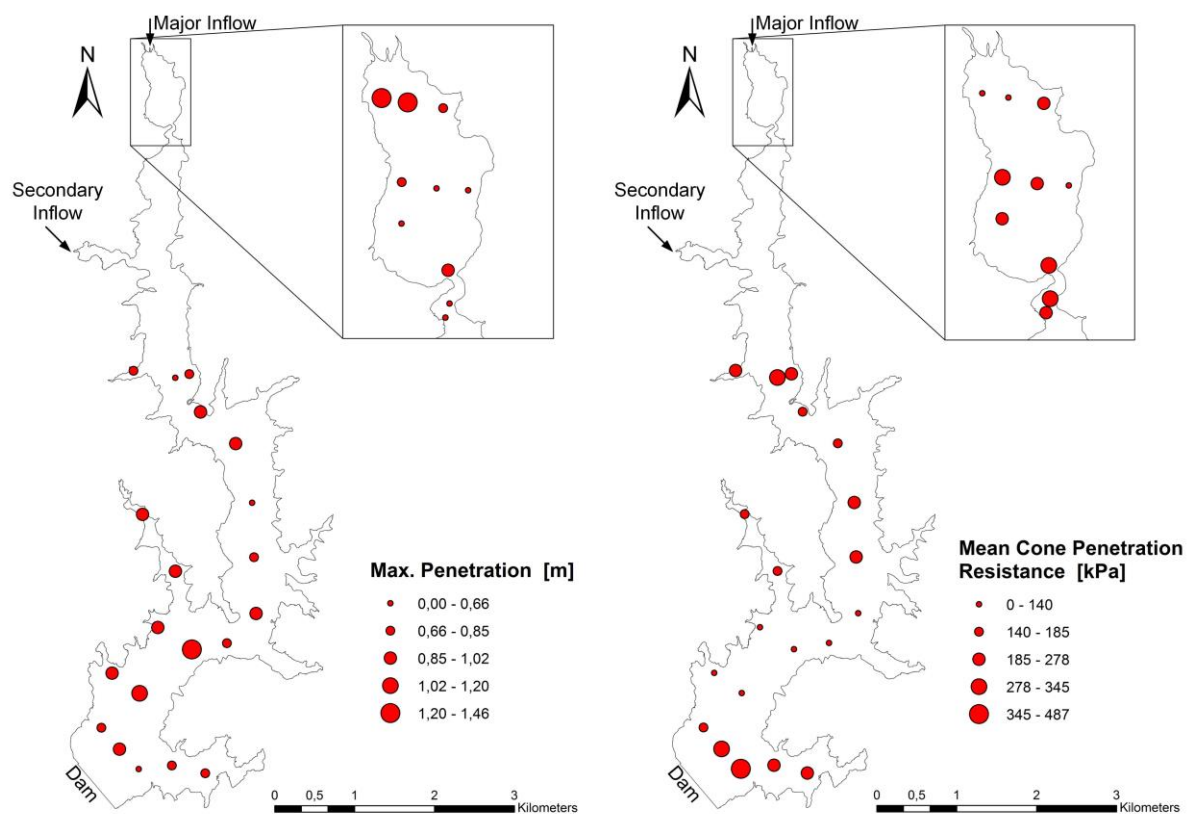 Major Inflow
N
Secondary
Inflow
Max. Penetration [m]
0,00 - 0,66
0,66 - 0,85
0,85 - 1,02
1,02 - 1,20
1,20 - 1,46
Dam
0 0,5 1 2 3
Kilometers
Major Inflow
N
Secondary
Inflow
Mean Cone Penetration
Resistance [kPa]
0 - 140
140 - 185
185 - 278
278 - 345
345 - 487
Dam
0 0,5 1 2 3
Kilometers